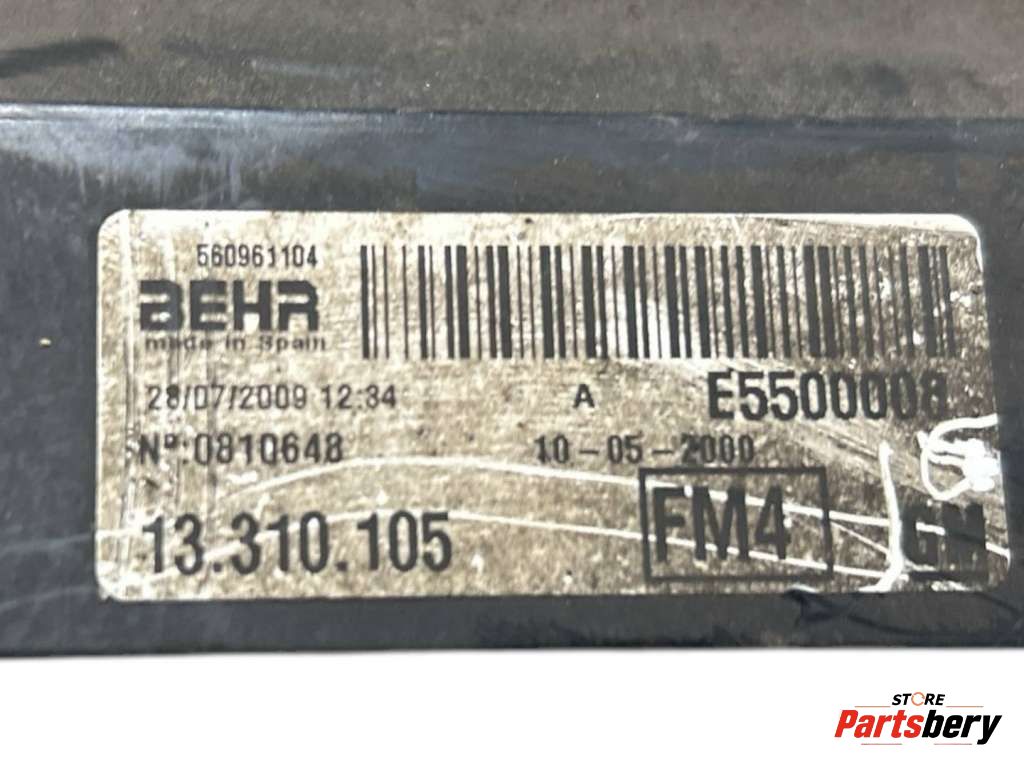 560961104
BEHR
made in Spain
28/07/2009 12:34 A E5500008
Nº:0810648 10-05-2000
13.310.105 FM4 GM
STORE
Partsbery